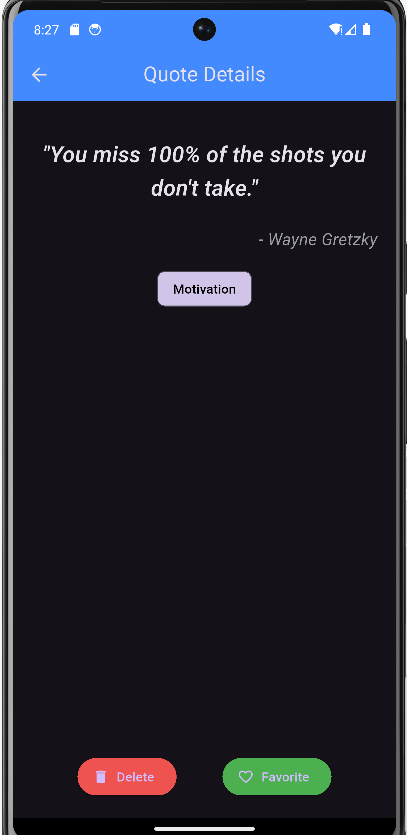 8:27
Quote Details
"You miss 100% of the shots you
don't take."
- Wayne Gretzky
Motivation
Delete
Favorite